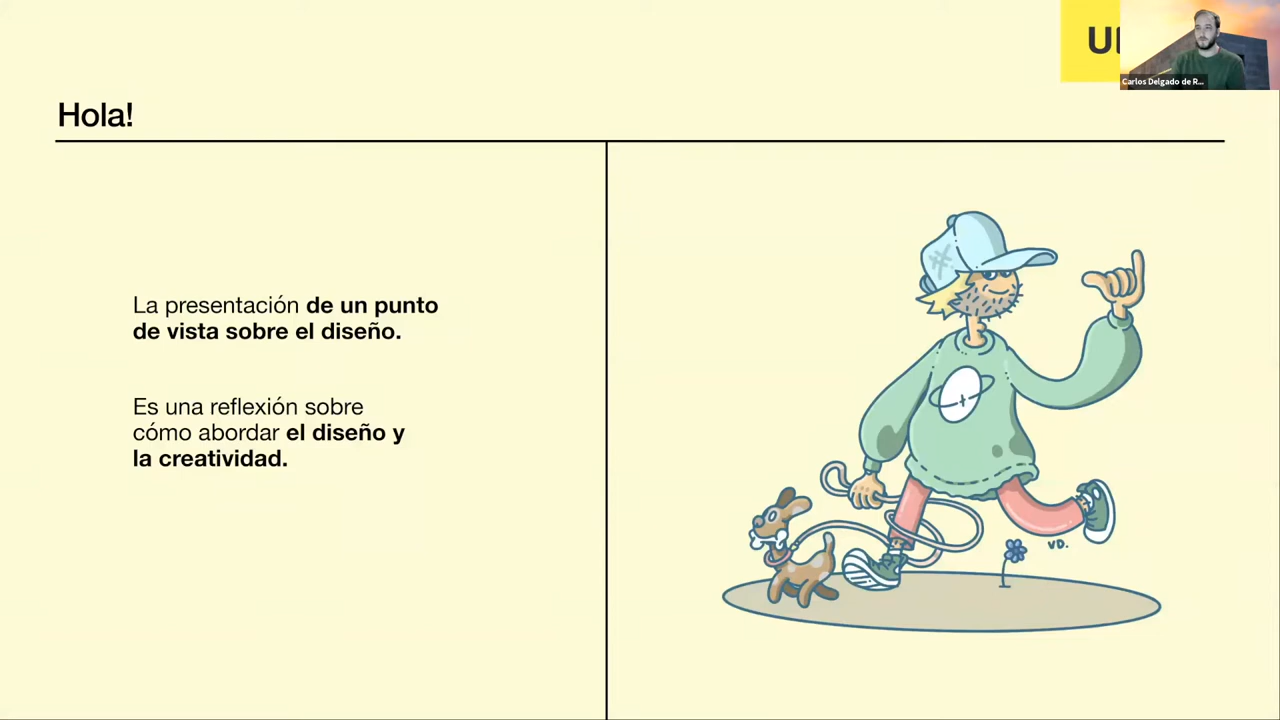 Hola!
La presentación de un punto
de vista sobre el diseño.
Es una reflexión sobre
cómo abordar el diseño y
la creatividad.
VD.
Carlos Delgado de R...